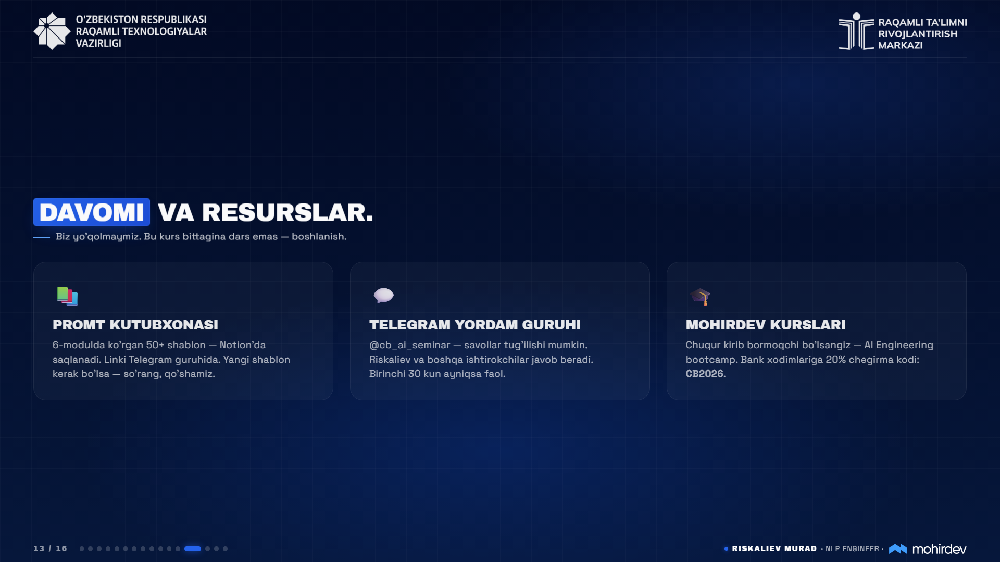 O'ZBEKISTON RESPUBLIKASI
RAQAMLI TEXNOLOGIYALAR
VAZIRLIGI
RAQAMLI TA’LIMNI
RIVOJLANTIRISH
MARKAZI
DAVOMI VA RESURSLAR.
Biz yo’qolmaymiz. Bu kurs bittagina dars emas — boshlanish.
PROMT KUTUBXONASI
6-modulda ko’rgan 50+ shablon — Notion’da
saqlanadi. Linki Telegram guruhida. Yangi shablon
kerak bo’lsa — so’rang, qo’shamiz.
TELEGRAM YORDAM GURUHI
@cb_ai_seminar — savollar tug’ilishi mumkin.
Riskaliev va boshqa ishtirokchilar javob beradi.
Birinchi 30 kun ayniqsa faol.
MOHIRDEV KURSLARI
Chuqur kirib bormoqchi bo’lsangiz — AI Engineering
bootcamp. Bank xodimlariga 20% chegirma kodi:
CB2026.
13 / 16
RISKALIEV MURAD · NLP ENGINEER · mohirdev